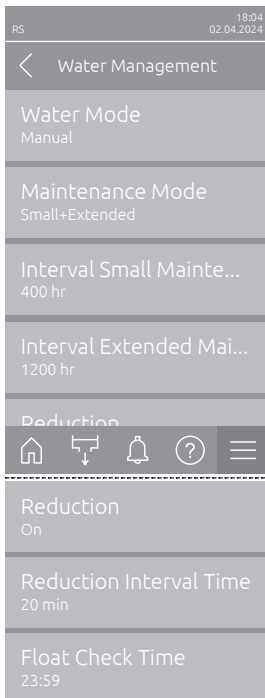 18:04
RS 02.04.2024
Water Management
Water Mode
Manual
Maintenance Mode
Small+Extended
Interval Small Mainte...
400 hr
Interval Extended Mai...
1200 hr
Reduction
?
Reduction
On
Reduction Interval Time
20 min
Float Check Time
23:59